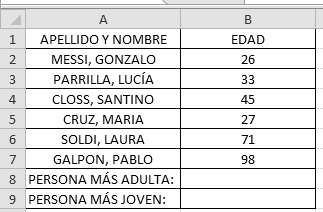 A B
1 APELLIDO Y NOMBRE EDAD
2 MESSI, GONZALO 26
3 PARRILLA, LUCÍA 33
4 CLOSS, SANTINO 45
5 CRUZ, MARIA 27
6 SOLDI, LAURA 71
7 GALPON, PABLO 98
8 PERSONA MÁS ADULTA:
9 PERSONA MÁS JOVEN: